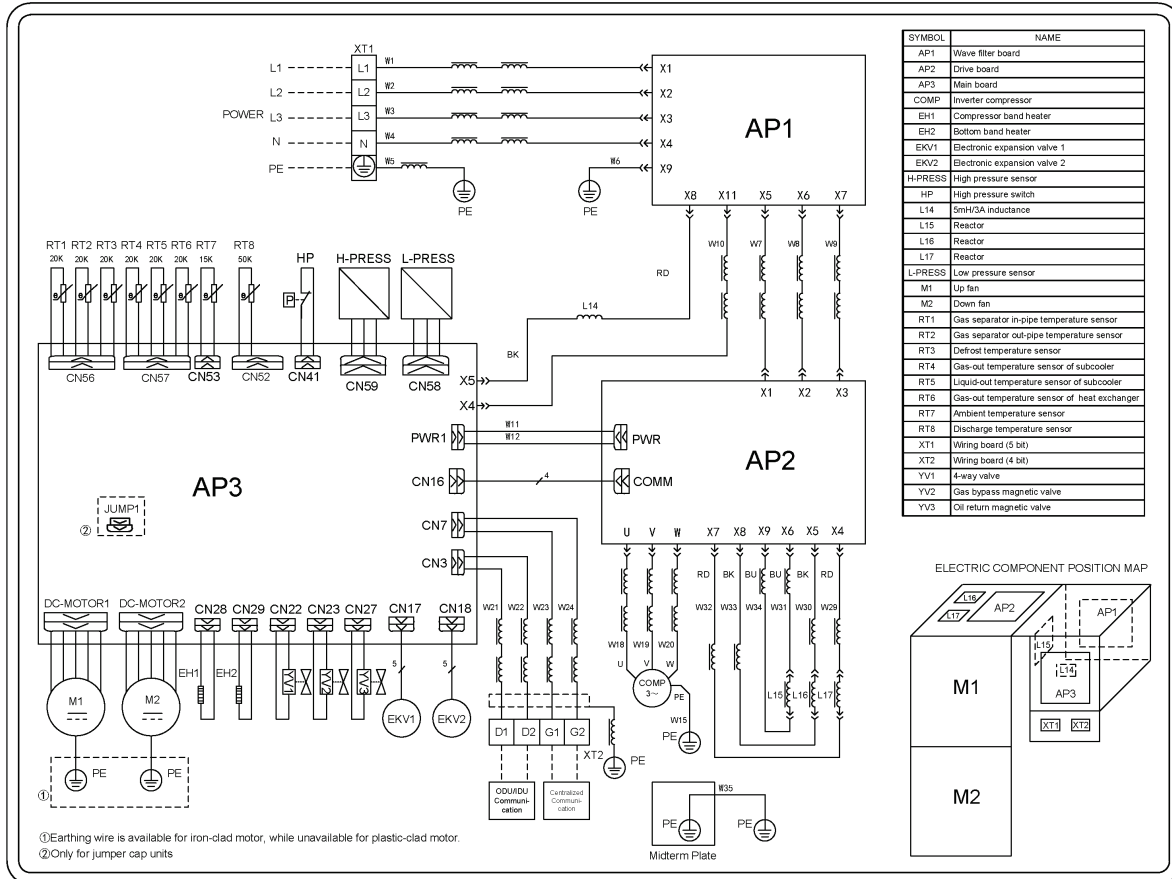 XT1
L1 L1 W1 X1
L2 L2 W2 X2
POWER L3 L3 W3 X3
N N W4 X4
PE W5 W6 X9
PE PE
AP1
X8 X11 X5 X6 X7
W10 W7 W8 W9
RD
L14
BK
RT1 RT2 RT3 RT4 RT5 RT6 RT7 RT8 HP H-PRESS L-PRESS
20K 20K 20K 20K 20K 20K 15K 50K
θ θ θ θ θ θ θ θ P
CN56 CN57 CN53 CN52 CN41 CN59 CN58
X5
X4
X1 X2 X3
PWR1 W11 PWR
W12
CN16 4 COMM
CN7
CN3
AP3
JUMP1
②
AP2
U V W X7 X8 X9 X6 X5 X4
RD BK BU BU BK RD
W32 W33 W34 W31 W30 W29
W18 W19 W20
U V W
COMP
3~
PE
W15
PE
L15 L16 L17
DC-MOTOR1 DC-MOTOR2 CN28 CN29 CN22 CN23 CN27 CN17 CN18
W21 W22 W23 W24
M1 M2 EH1 EH2 YV1 YV2 YV3 5 5
EKV1 EKV2
PE PE
①
D1 D2 G1 G2
XT2
PE
ODU/IDU
Communi-
cation
Centralized
Communi-
cation
W35
PE PE
Midterm Plate
①Earthing wire is available for iron-clad motor, while unavailable for plastic-clad motor.
②Only for jumper cap units
SYMBOL NAME
AP1 Wave filter board
AP2 Drive board
AP3 Main board
COMP Inverter compressor
EH1 Compressor band heater
EH2 Bottom band heater
EKV1 Electronic expansion valve 1
EKV2 Electronic expansion valve 2
H-PRESS High pressure sensor
HP High pressure switch
L14 5mH/3A inductance
L15 Reactor
L16 Reactor
L17 Reactor
L-PRESS Low pressure sensor
M1 Up fan
M2 Down fan
RT1 Gas separator in-pipe temperature sensor
RT2 Gas separator out-pipe temperature sensor
RT3 Defrost temperature sensor
RT4 Gas-out temperature sensor of subcooler
RT5 Liquid-out temperature sensor of subcooler
RT6 Gas-out temperature sensor of heat exchanger
RT7 Ambient temperature sensor
RT8 Discharge temperature sensor
XT1 Wiring board (5 bit)
XT2 Wiring board (4 bit)
YV1 4-way valve
YV2 Gas bypass magnetic valve
YV3 Oil return magnetic valve
ELECTRIC COMPONENT POSITION MAP
L16 AP2 AP1
L17
L15
L14
M1 AP3
XT1 XT2
M2